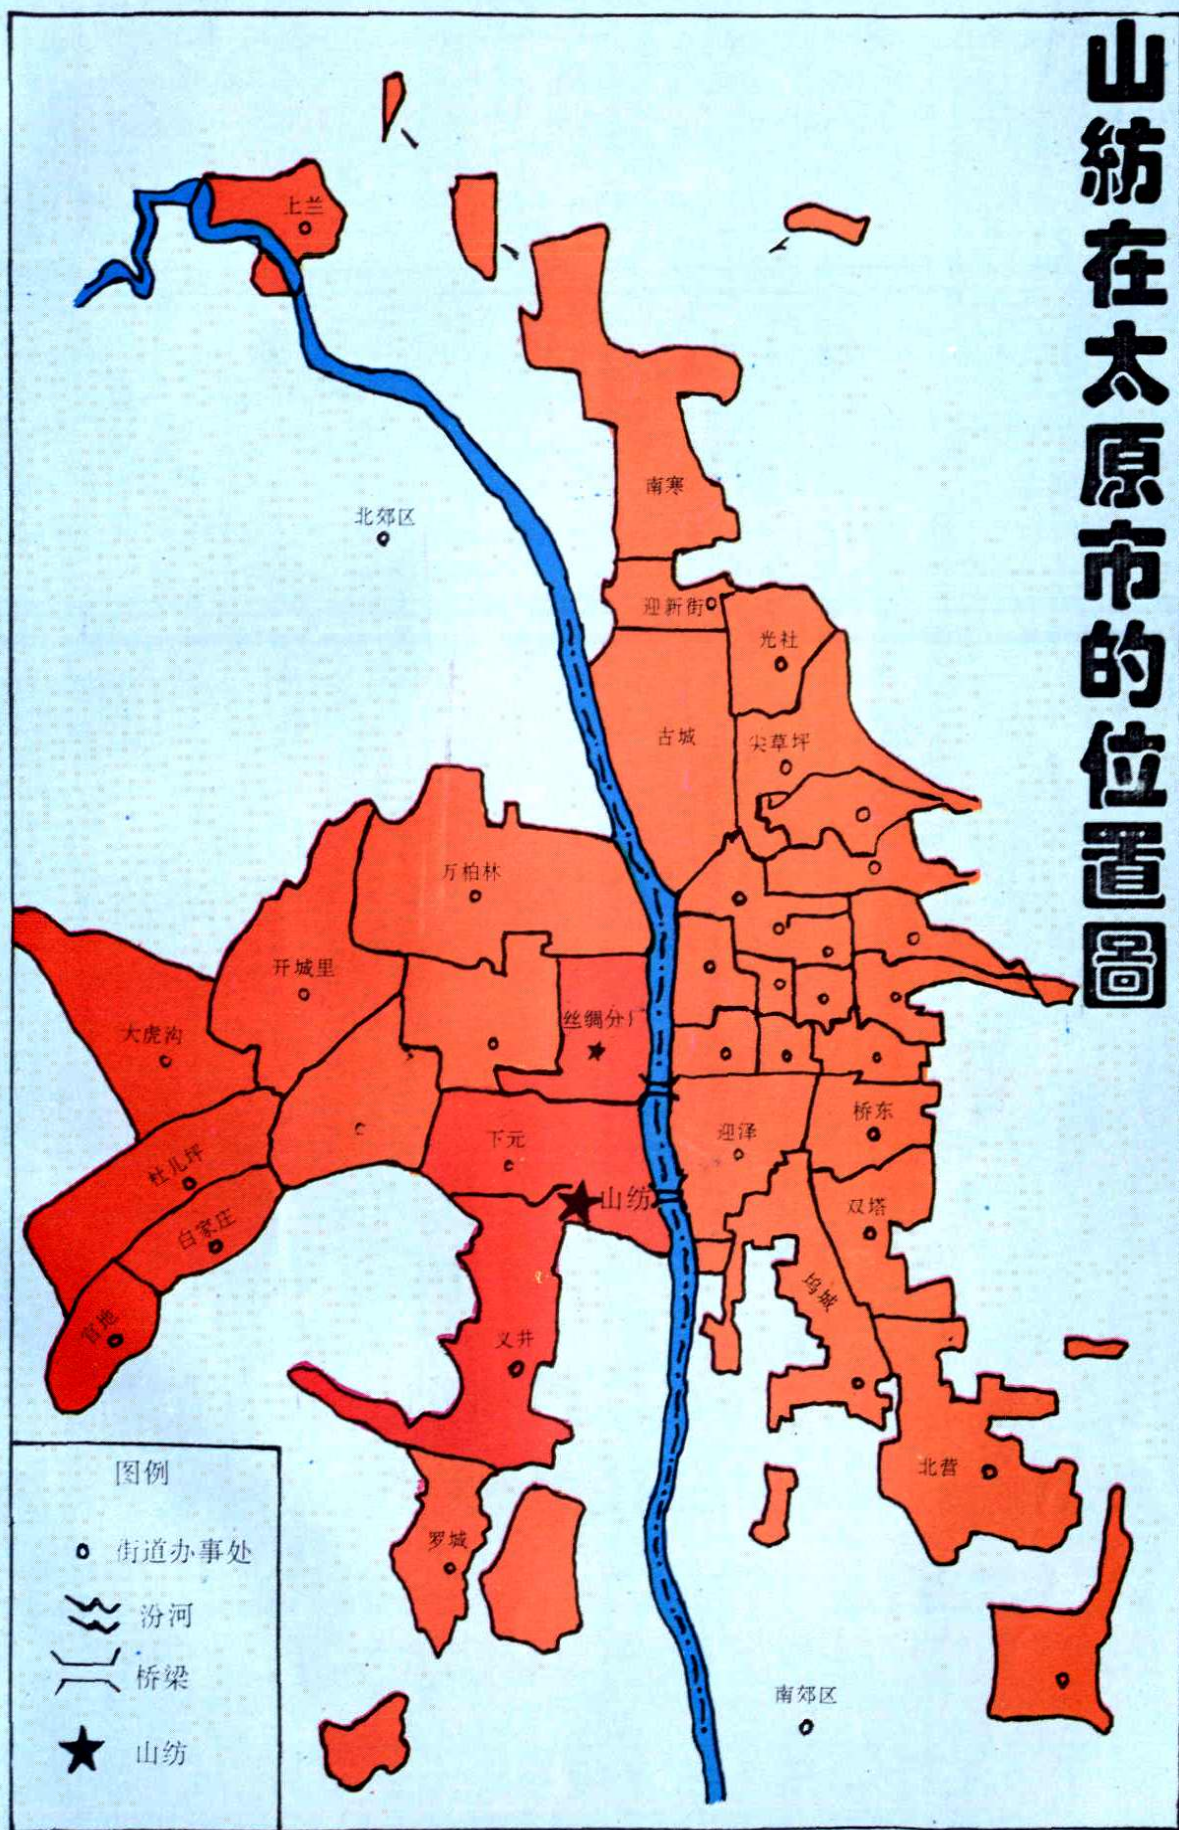 山紡在太原市的位置圖
上兰
南寒
北郊区
迎新街
光社
古城
尖草坪
万柏林
开城里
丝绸分厂
大虎沟
桥东
下元
迎泽
杜儿坪
山纺
双塔
白家庄
坞城
官地
义井
北营
罗城
南郊区
图例
街道办事处
汾河
桥梁
山纺